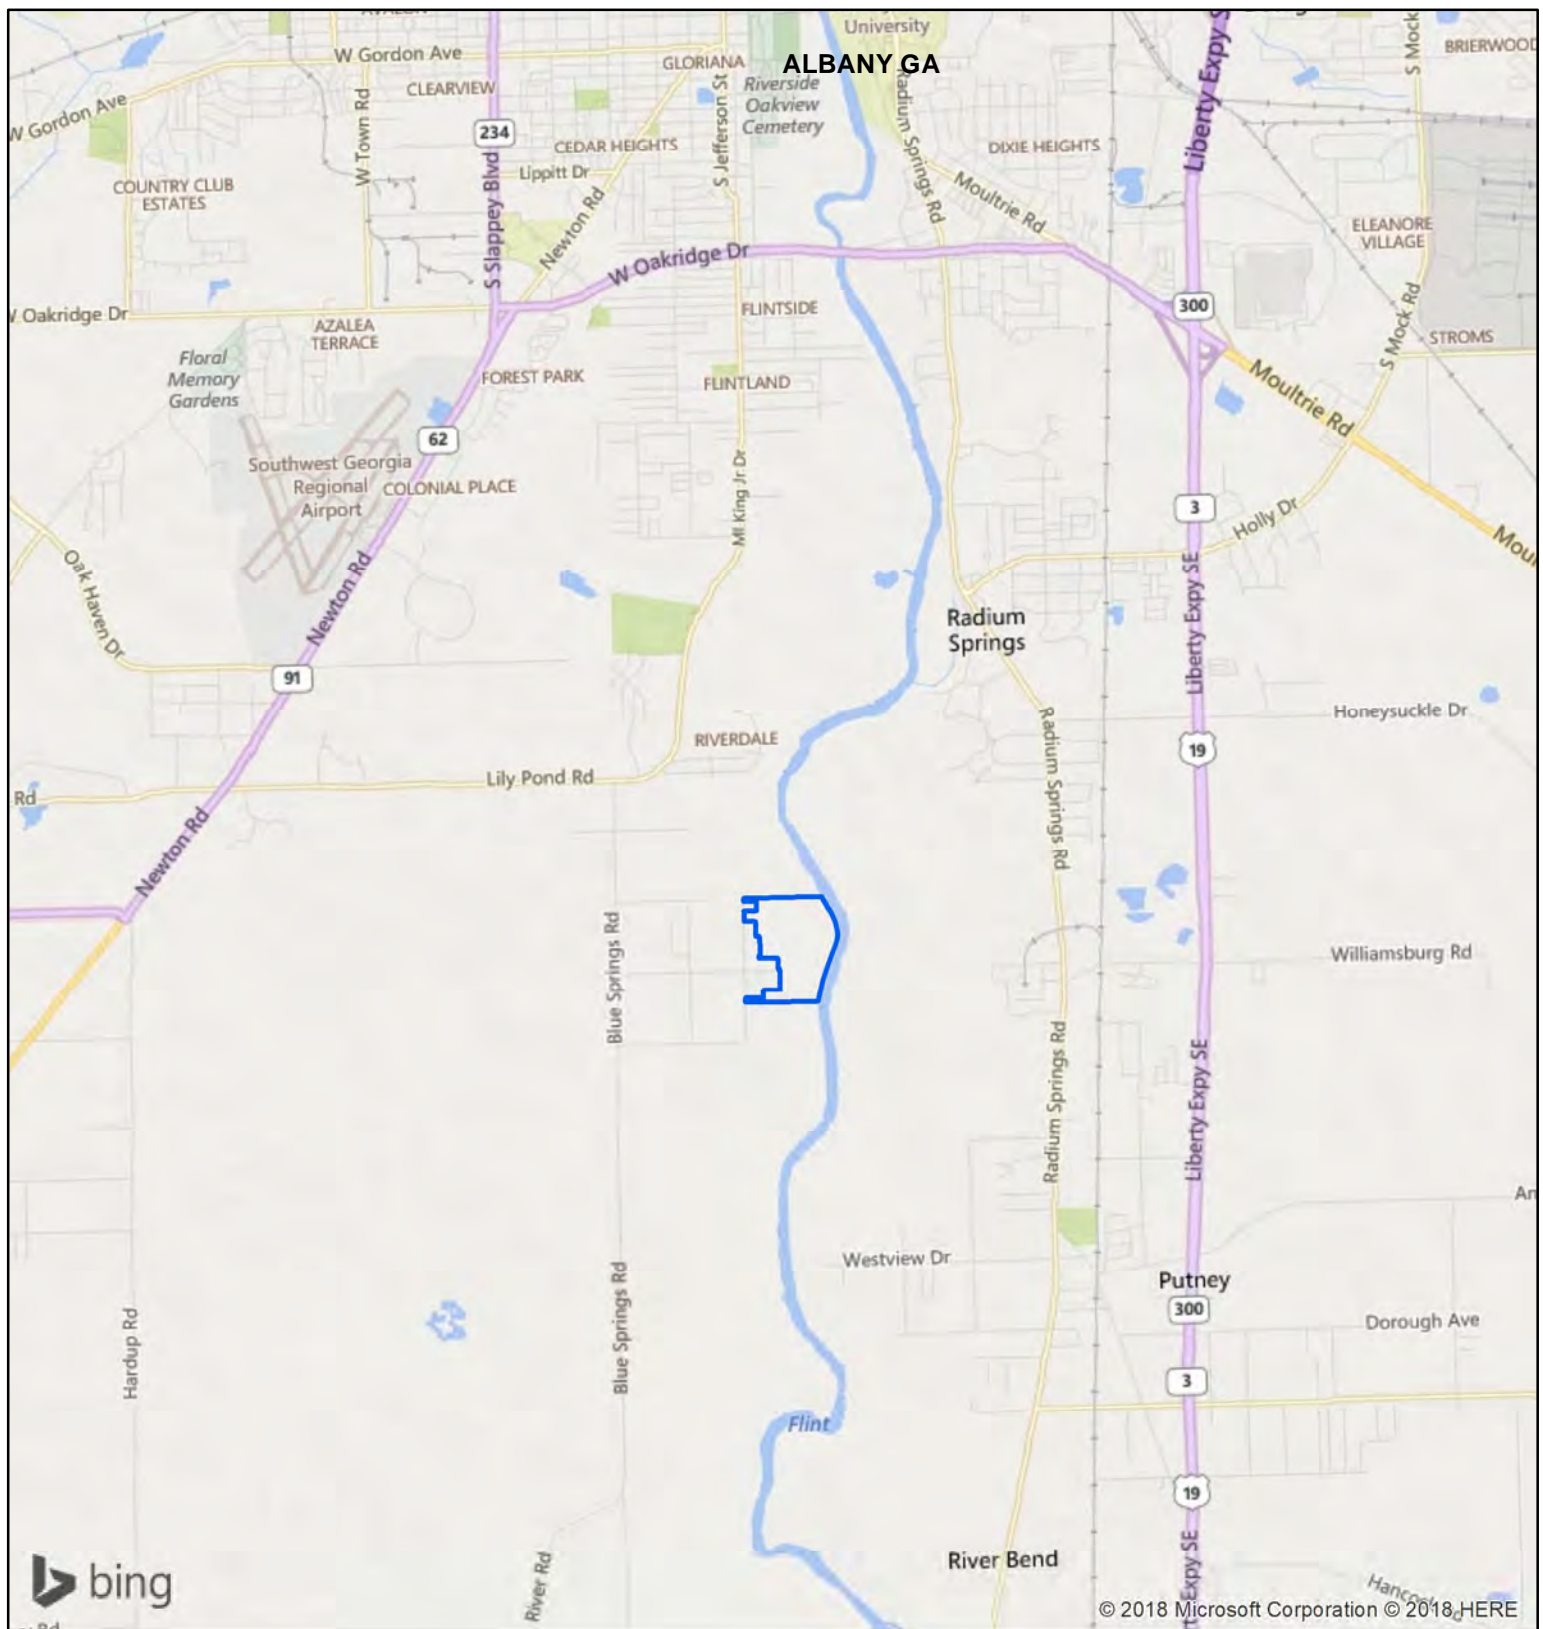 University
Liberty Expy S
S Mock
BRIERWOOD
W Gordon Ave
GLORIANA
ALBANY GA
CLEARVIEW
Riverside
Oakview
Cemetery
Radium Springs Rd
W Gordon Ave
W Town Rd
234
S Jefferson St
CEDAR HEIGHTS
DIXIE HEIGHTS
Lippitt Dr
Moultrie Rd
COUNTRY CLUB
ESTATES
S Slappey Blvd
Newton Rd
ELEANORE
VILLAGE
W Oakridge Dr
300
W Oakridge Dr
FLINTSIDE
AZALEA
TERRACE
S Mock Rd
STROMS
Floral
Memory
Gardens
FOREST PARK
FLINTLAND
Moultrie Rd
62
Southwest Georgia
Regional
Airport
COLONIAL PLACE
Ml King Jr Dr
3
Holly Dr
Moul
Oak Haven Dr
Newton Rd
Liberty Expy SE
Radium
Springs
91
Honeysuckle Dr
RIVERDALE
Radium Springs Rd
19
Lily Pond Rd
Rd
Newton Rd
Blue Springs Rd
Williamsburg Rd
Radium Springs Rd
Liberty Expy SE
An
Westview Dr
Putney
300
Hardup Rd
Blue Springs Rd
Dorough Ave
3
Flint
19
River Rd
River Bend
Expy SE
bing
© 2018 Microsoft Corporation © 2018 HERE